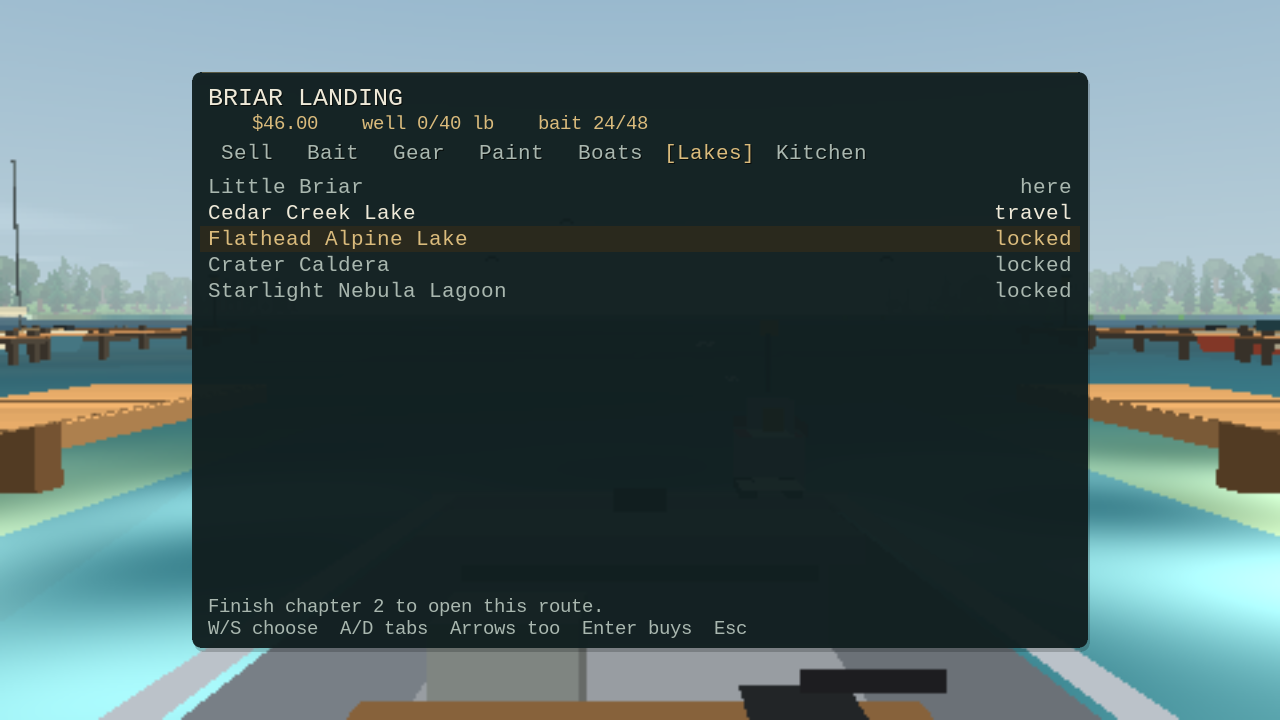 BRIAR LANDING
$46.00 well 0/40 lb bait 24/48
Sell Bait Gear Paint Boats [Lakes] Kitchen
Little Briar here
Cedar Creek Lake travel
Flathead Alpine Lake locked
Crater Caldera locked
Starlight Nebula Lagoon locked
Finish chapter 2 to open this route.
W/S choose A/D tabs Arrows too Enter buys Esc